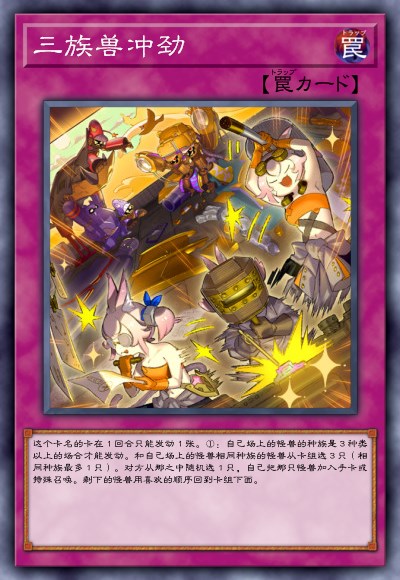 三族兽冲劲
トラップ
罠
トラップ
【罠カード】
这个卡名的卡在1回合只能发动1张。①：自己场上的怪兽的种族是3种类
以上的场合才能发动。和自己场上的怪兽相同种族的怪兽从卡组选3只（相
同种族最多1只）。对方从那之中随机选1只，自己把那只怪兽加入手卡或
特殊召唤。剩下的怪兽用喜欢的顺序回到卡组下面。